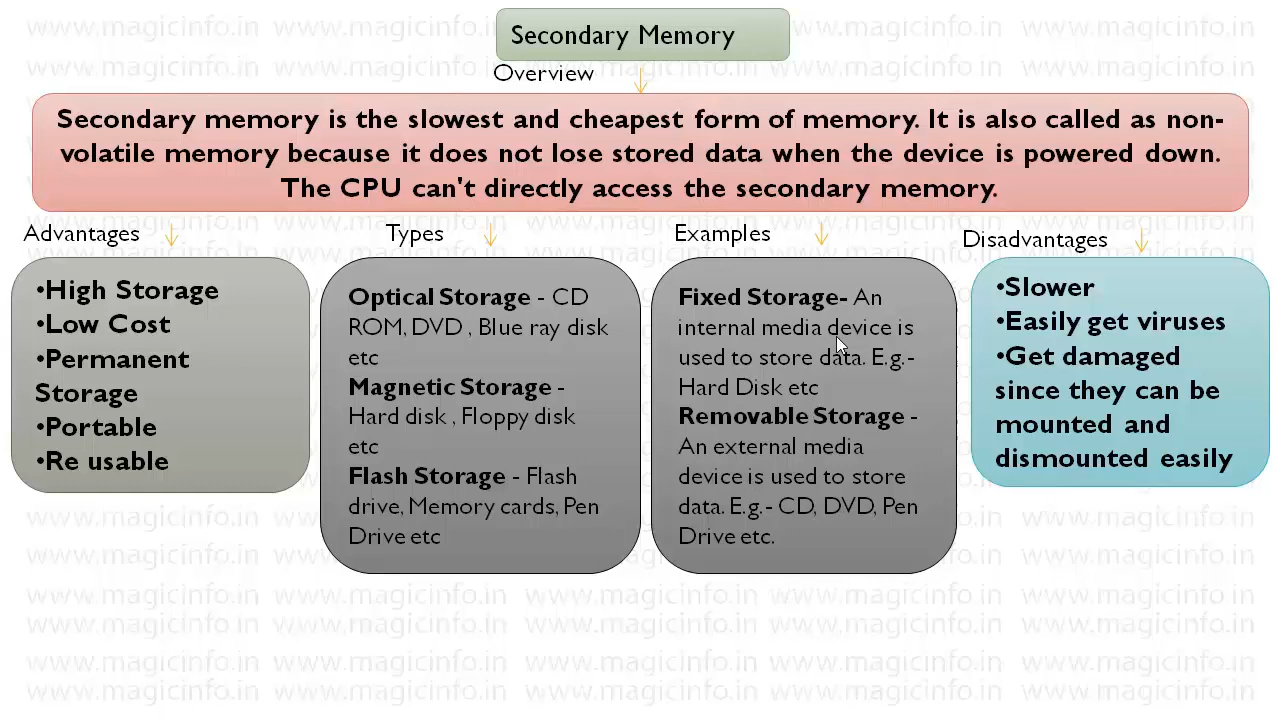 Secondary Memory
Overview
Secondary memory is the slowest and cheapest form of memory. It is also called as non-
volatile memory because it does not lose stored data when the device is powered down.
The CPU can't directly access the secondary memory.
Advantages
•High Storage
•Low Cost
•Permanent
Storage
•Portable
•Re usable
Types
Optical Storage - CD
ROM, DVD , Blue ray disk
etc
Magnetic Storage -
Hard disk , Floppy disk
etc
Flash Storage - Flash
drive, Memory cards, Pen
Drive etc
Examples
Fixed Storage- An
internal media device is
used to store data. E.g.-
Hard Disk etc
Removable Storage -
An external media
device is used to store
data. E.g.- CD, DVD, Pen
Drive etc.
Disadvantages
•Slower
•Easily get viruses
•Get damaged
since they can be
mounted and
dismounted easily
www.magicinfo.in